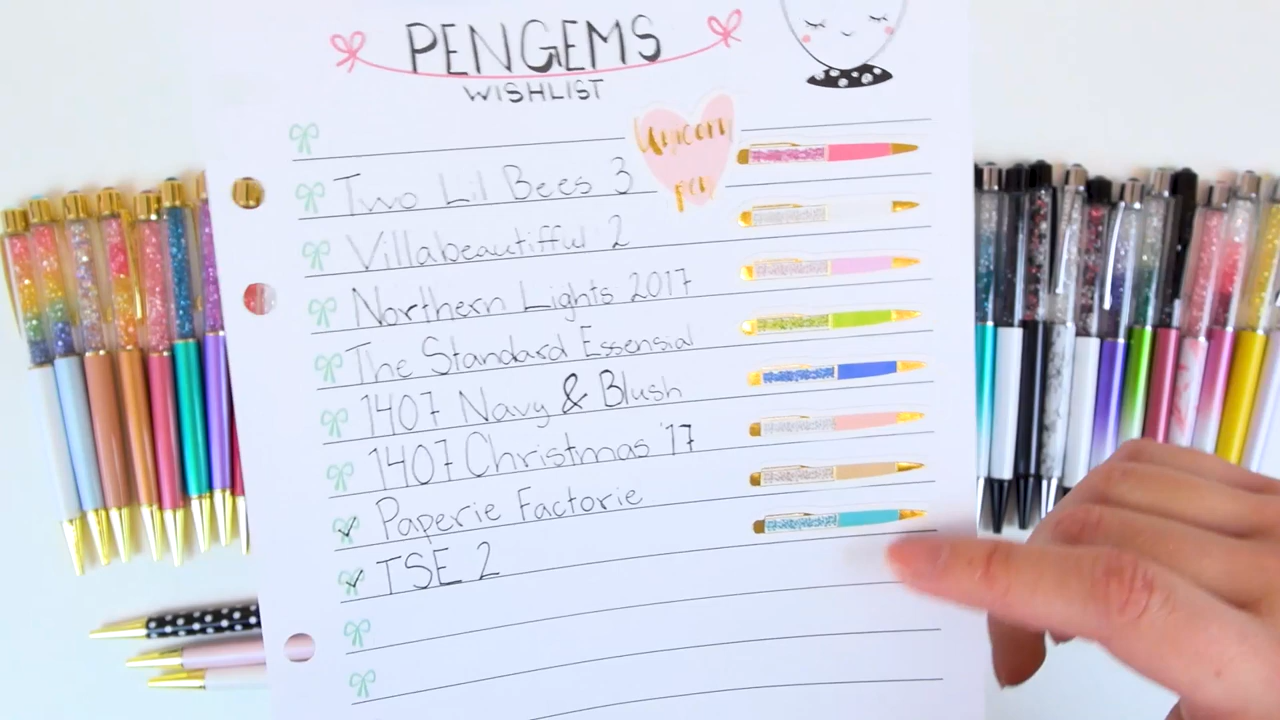 PENGEMS
WISHLIST
Unicorn
pen
Two Lil Bees 3
Villabeautifful 2
Northern Lights 2017
The Standard Essensial
1407 Navy & Blush
1407 Christmas '17
Paperie Factorie
TSE 2